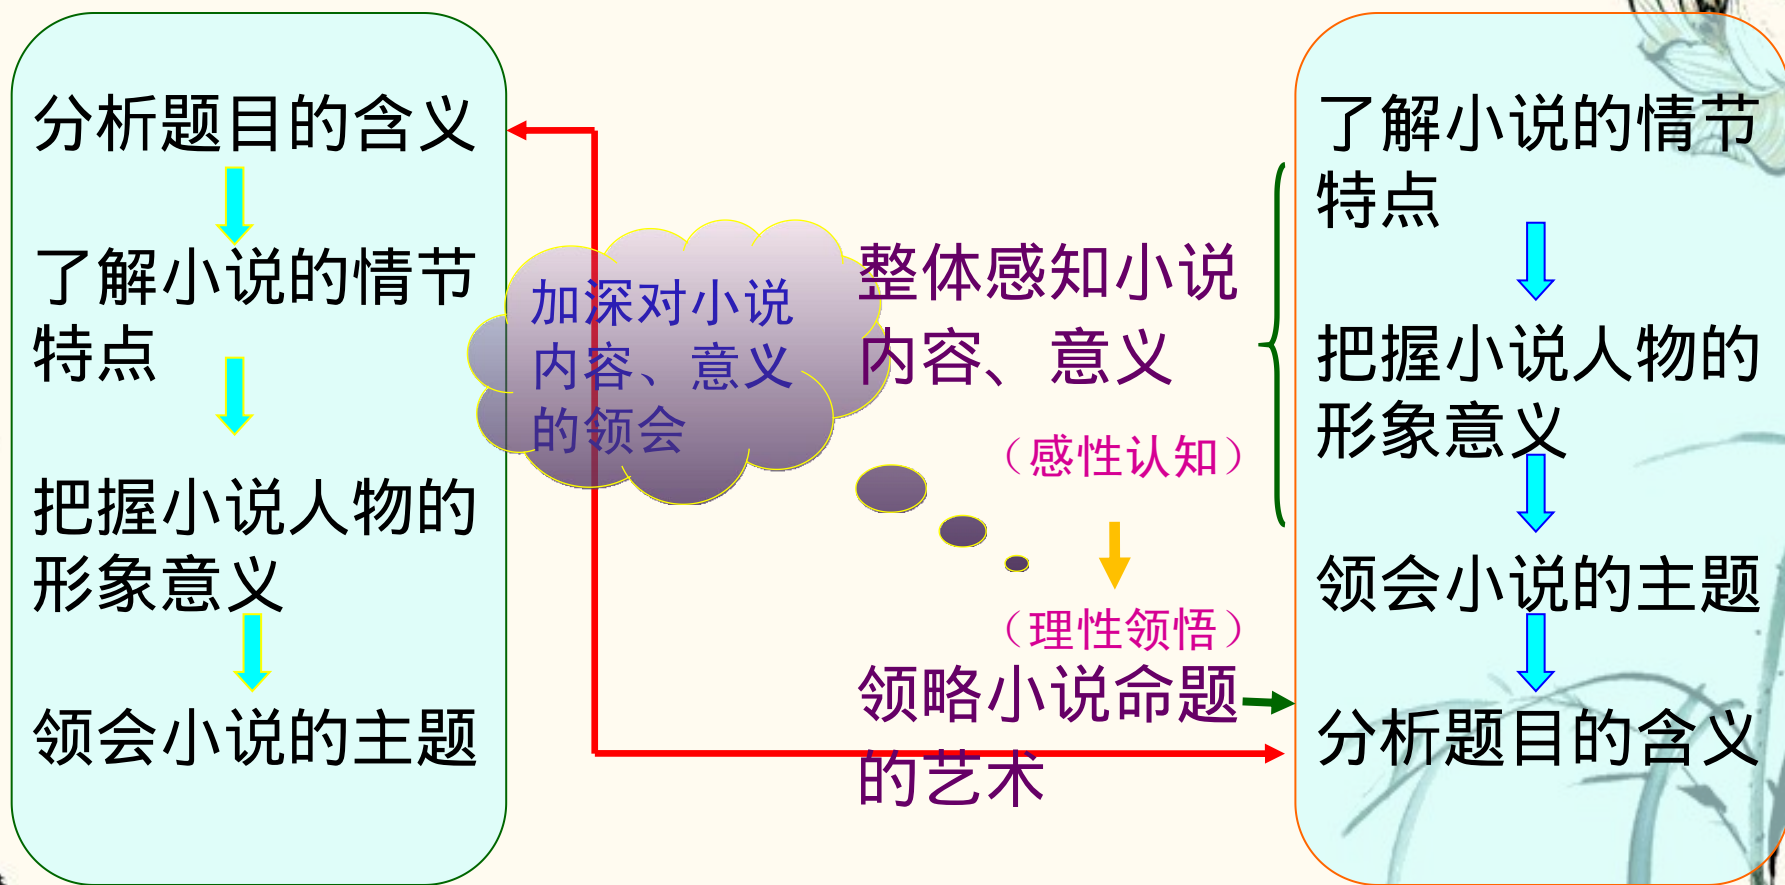 分析题目的含义
了解小说的情节
特点
把握小说人物的
形象意义
领会小说的主题
加深对小说
内容、意义
的领会
整体感知小说
内容、意义
（感性认知）
（理性领悟）
领略小说命题
的艺术
了解小说的情节
特点
把握小说人物的
形象意义
领会小说的主题
分析题目的含义